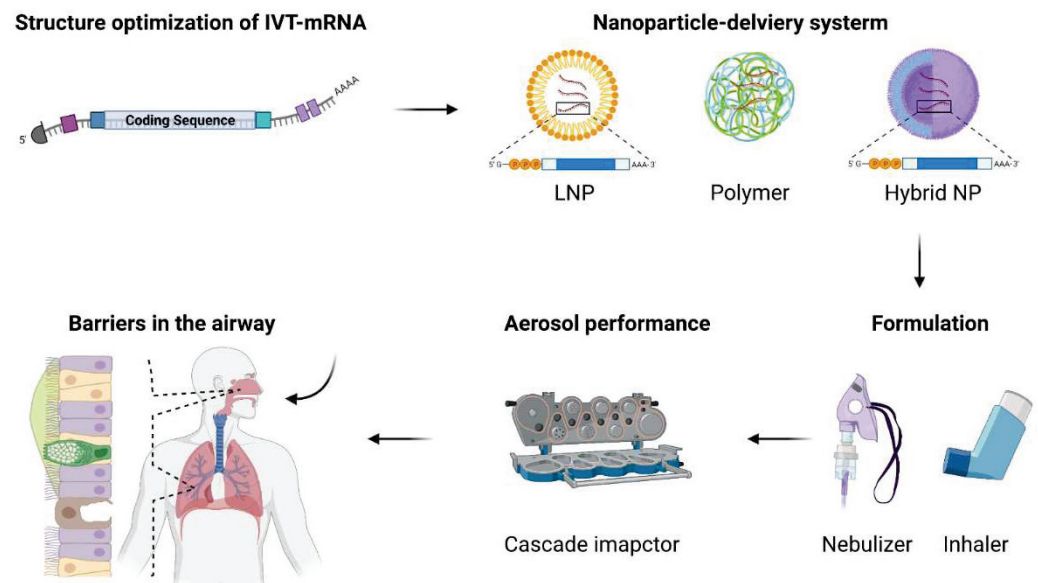 Structure optimization of IVT-mRNA
Nanoparticle-delviery systerm
5'
Coding Sequence
AAAA
5' G
P P P
AAA-3'
5' G
P P P
AAA-3'
LNP
Polymer
Hybrid NP
Barriers in the airway
Aerosol performance
Formulation
Cascade imapctor
Nebulizer
Inhaler